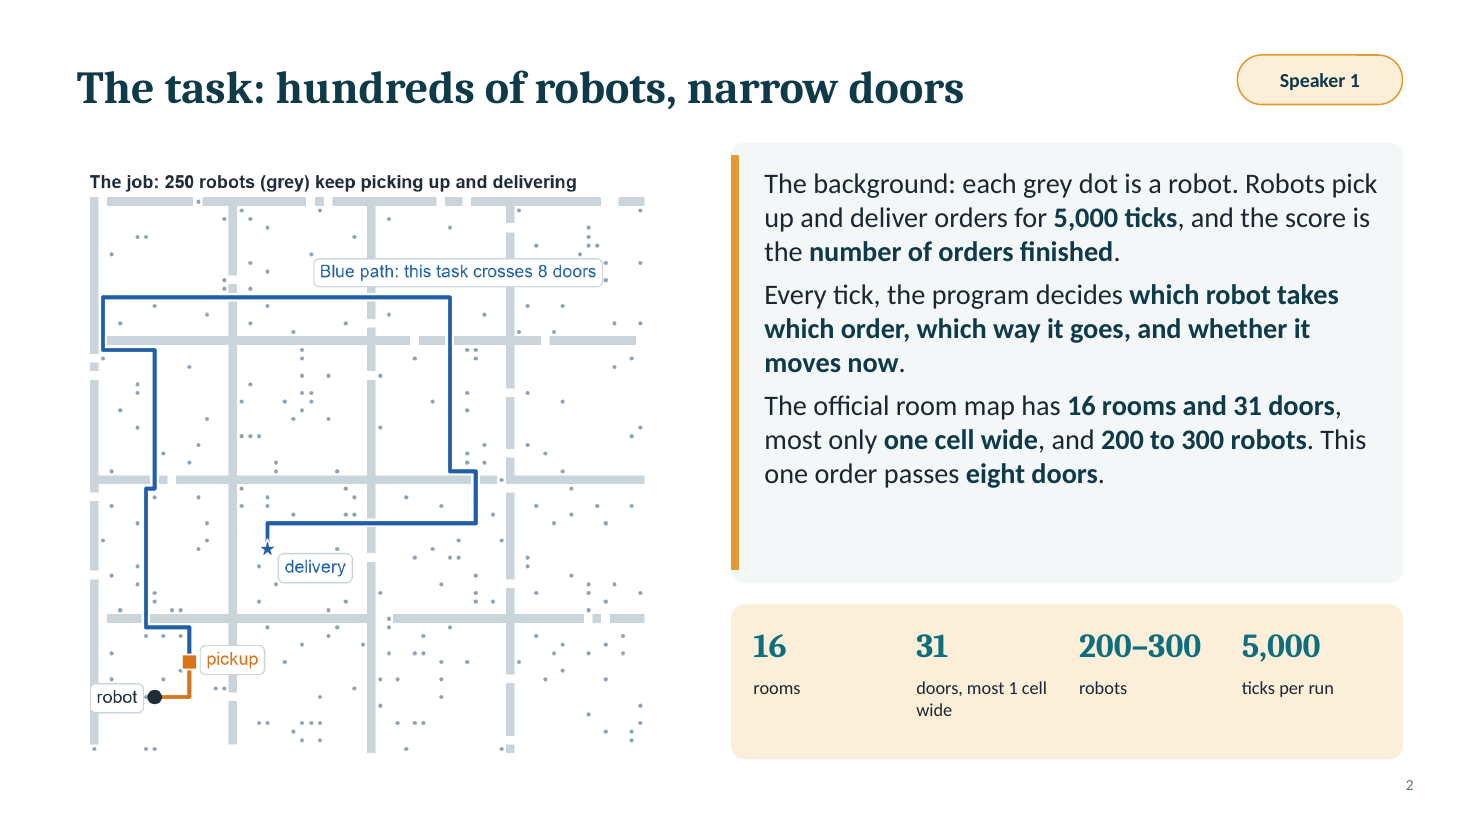 The task: hundreds of robots, narrow doors
Speaker 1
The job: 250 robots (grey) keep picking up and delivering
Blue path: this task crosses 8 doors
delivery
pickup
robot
The background: each grey dot is a robot. Robots pick
up and deliver orders for 5,000 ticks, and the score is
the number of orders finished.
Every tick, the program decides which robot takes
which order, which way it goes, and whether it
moves now.
The official room map has 16 rooms and 31 doors,
most only one cell wide, and 200 to 300 robots. This
one order passes eight doors.
16
rooms
31
doors, most 1 cell
wide
200–300
robots
5,000
ticks per run
2